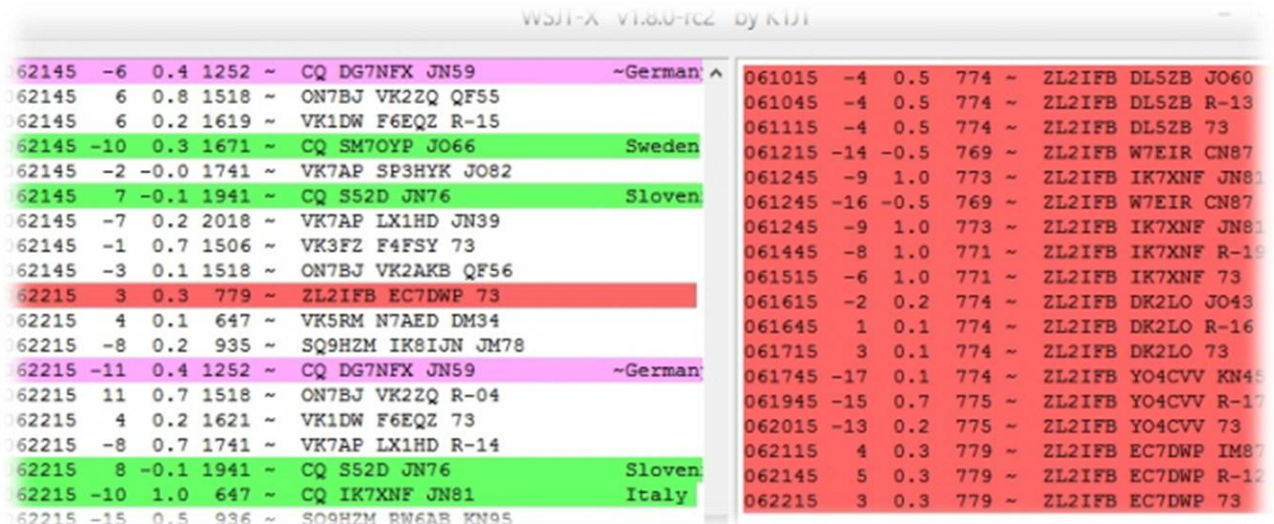 WSJT-X v1.8.0-rc2 by K1JT
062145 -6 0.4 1252 ~ CQ DG7NFX JN59 ~German
062145 6 0.8 1518 ~ ON7BJ VK2ZQ QF55
062145 6 0.2 1619 ~ VK1DW F6EQZ R-15
062145 -10 0.3 1671 ~ CQ SM7OYP JO66 Sweden
062145 -2 -0.0 1741 ~ VK7AP SP3HYK JO82
062145 7 -0.1 1941 ~ CQ S52D JN76 Sloven
062145 -7 0.2 2018 ~ VK7AP LX1HD JN39
062145 -1 0.7 1506 ~ VK3FZ F4FSY 73
062145 -3 0.1 1518 ~ ON7BJ VK2AKB QF56
062215 3 0.3 779 ~ ZL2IFB EC7DWP 73
062215 4 0.1 647 ~ VK5RM N7AED DM34
062215 -8 0.2 935 ~ SQ9HZM IK8IJN JM78
062215 -11 0.4 1252 ~ CQ DG7NFX JN59 ~German
062215 11 0.7 1518 ~ ON7BJ VK2ZQ R-04
062215 4 0.2 1621 ~ VK1DW F6EQZ 73
062215 -8 0.7 1741 ~ VK7AP LX1HD R-14
062215 8 -0.1 1941 ~ CQ S52D JN76 Sloven
062215 -10 1.0 647 ~ CQ IK7XNF JN81 Italy
062215 -15 0.5 936 ~ SQ9HZM RW6AB KN95
061015 -4 0.5 774 ~ ZL2IFB DL5ZB JO60
061045 -4 0.5 774 ~ ZL2IFB DL5ZB R-13
061115 -4 0.5 774 ~ ZL2IFB DL5ZB 73
061215 -14 -0.5 769 ~ ZL2IFB W7EIR CN87
061245 -9 1.0 773 ~ ZL2IFB IK7XNF JN81
061245 -16 -0.5 769 ~ ZL2IFB W7EIR CN87
061245 -9 1.0 773 ~ ZL2IFB IK7XNF JN81
061445 -8 1.0 771 ~ ZL2IFB IK7XNF R-19
061515 -6 1.0 771 ~ ZL2IFB IK7XNF 73
061615 -2 0.2 774 ~ ZL2IFB DK2LO JO43
061645 1 0.1 774 ~ ZL2IFB DK2LO R-16
061715 3 0.1 774 ~ ZL2IFB DK2LO 73
061745 -17 0.1 774 ~ ZL2IFB YO4CVV KN45
061945 -15 0.7 775 ~ ZL2IFB YO4CVV R-17
062015 -13 0.2 775 ~ ZL2IFB YO4CVV 73
062115 4 0.3 779 ~ ZL2IFB EC7DWP IM87
062145 5 0.3 779 ~ ZL2IFB EC7DWP R-12
062215 3 0.3 779 ~ ZL2IFB EC7DWP 73